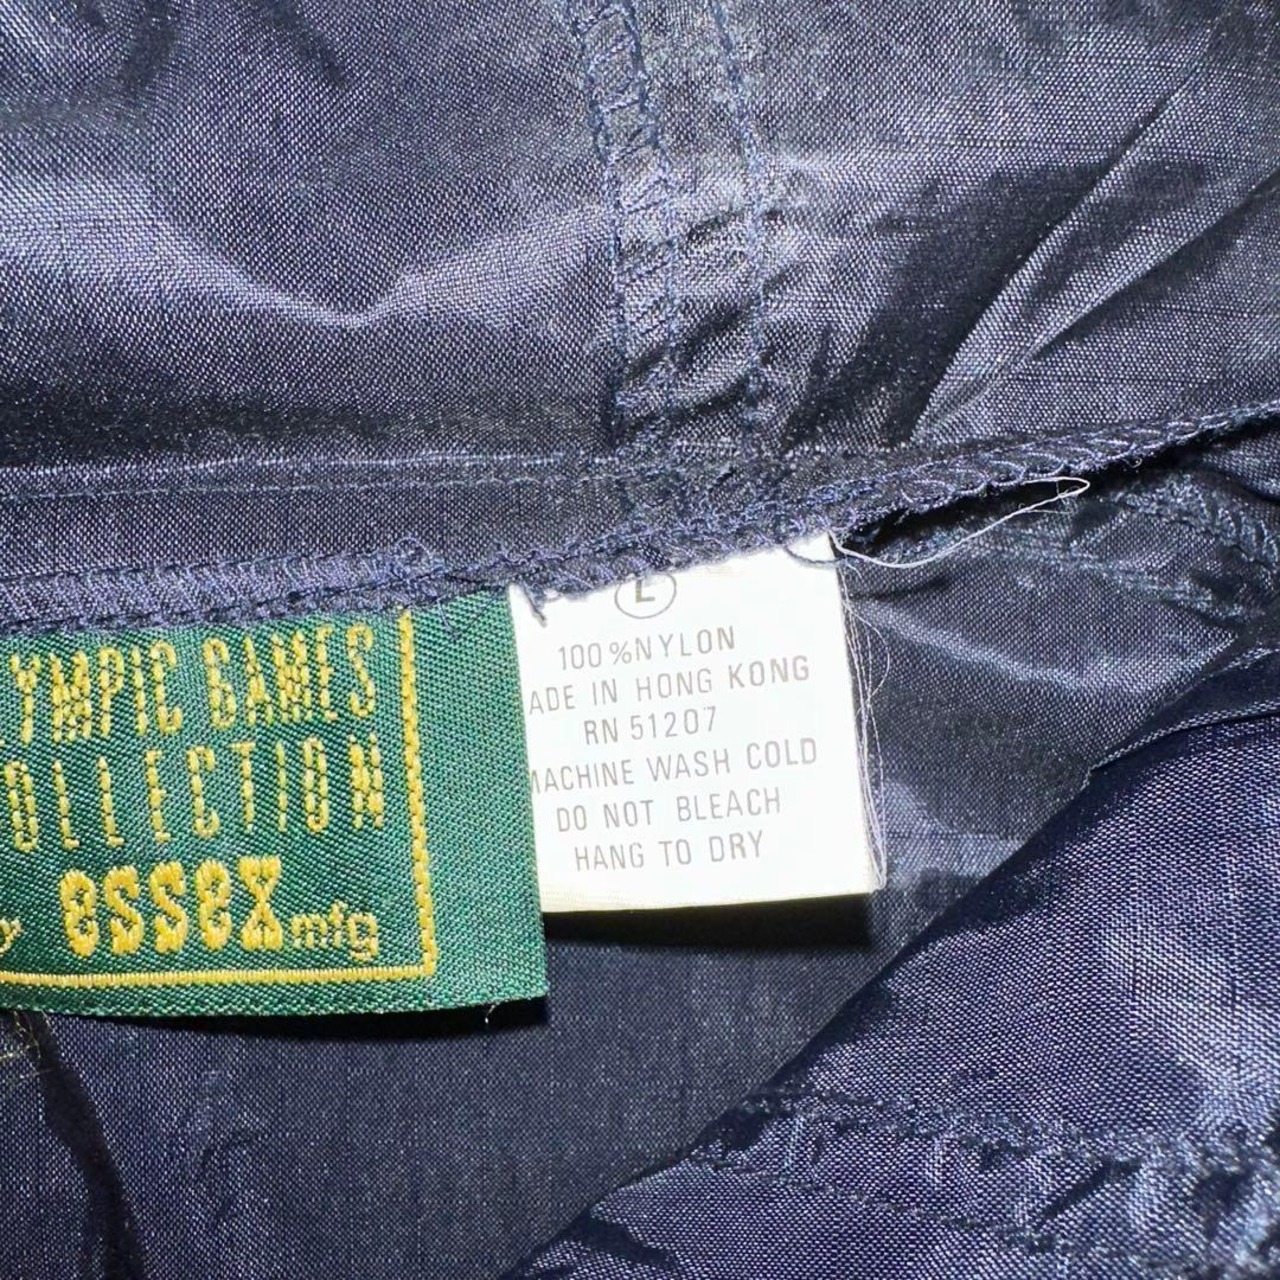 YMPIC GAMES
OLLECTION
y essex mfg
L
100% NYLON
ADE IN HONG KONG
RN 51207
MACHINE WASH COLD
DO NOT BLEACH
HANG TO DRY